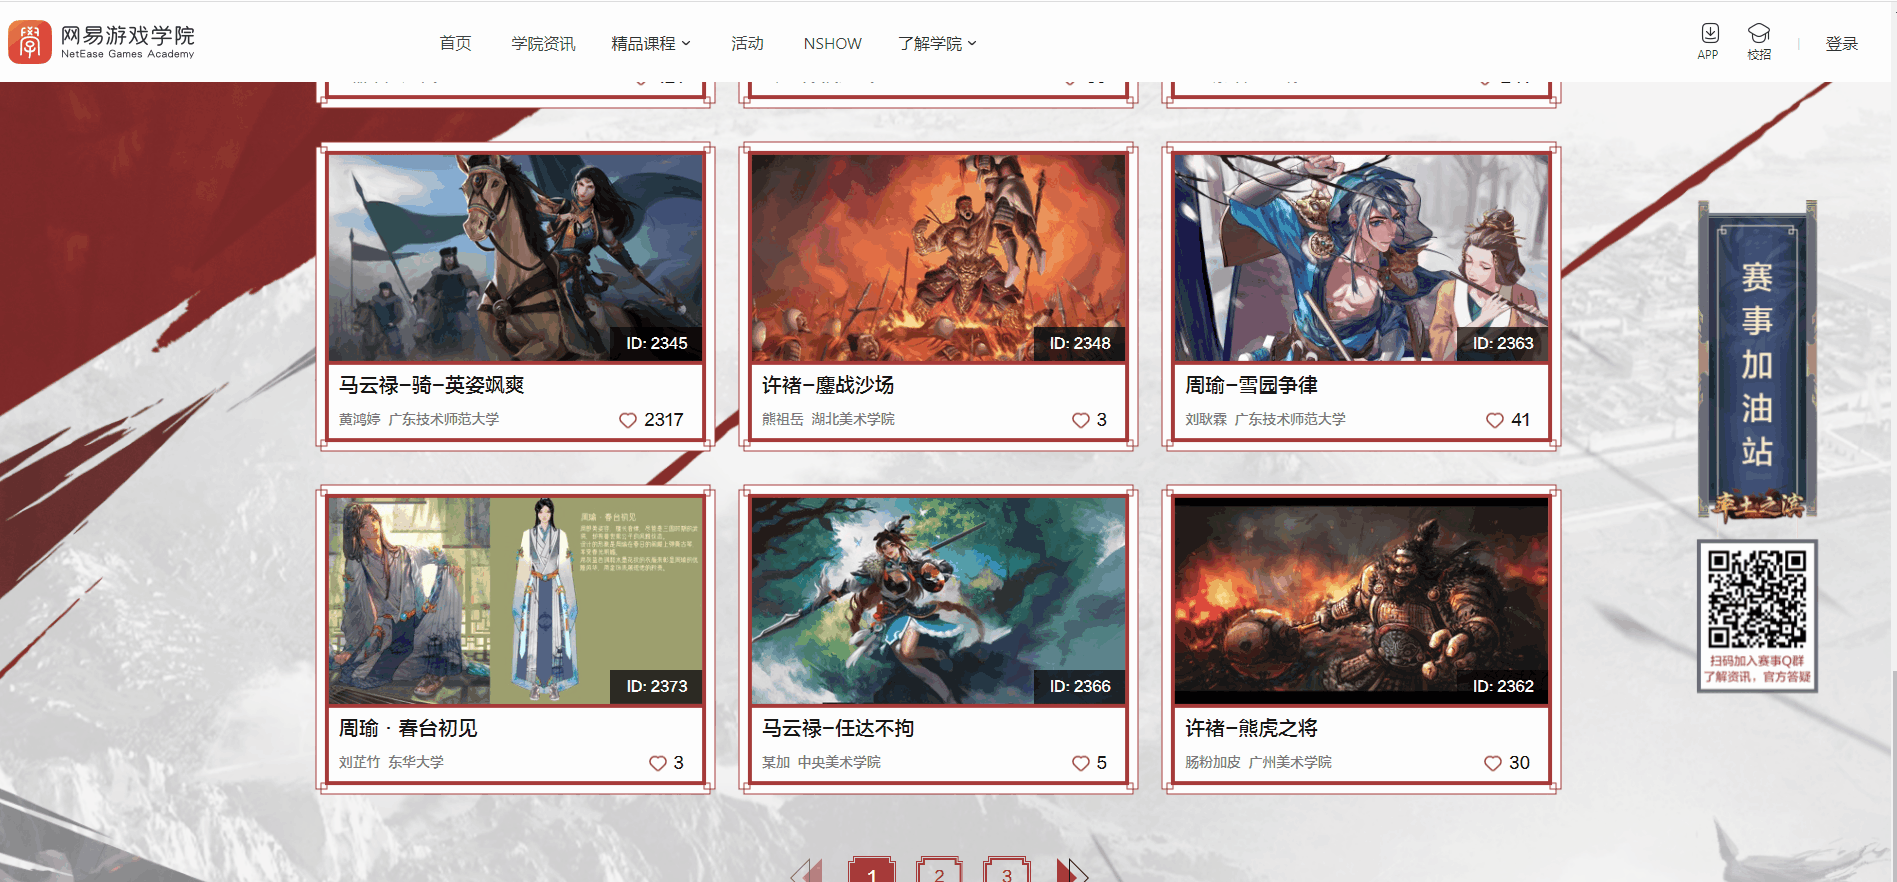 网易游戏学院
NetEase Games Academy
首页
学院资讯
精品课程
活动
NSHOW
了解学院
APP
校招
登录
ID: 2345
马云禄-骑-英姿飒爽
黄鸿婷 广东技术师范大学
2317
ID: 2348
许褚-鏖战沙场
熊祖岳 湖北美术学院
3
ID: 2363
周瑜-雪园争律
刘耿霖 广东技术师范大学
41
周瑜 · 春台初见
ID: 2373
周瑜 · 春台初见
刘芷竹 东华大学
3
ID: 2366
马云禄-任达不拘
某加 中央美术学院
5
ID: 2362
许褚-熊虎之将
肠粉加皮 广州美术学院
30
赛事加油站
率土之滨
扫码加入赛事Q群
了解资讯，官方答疑
1
2
3